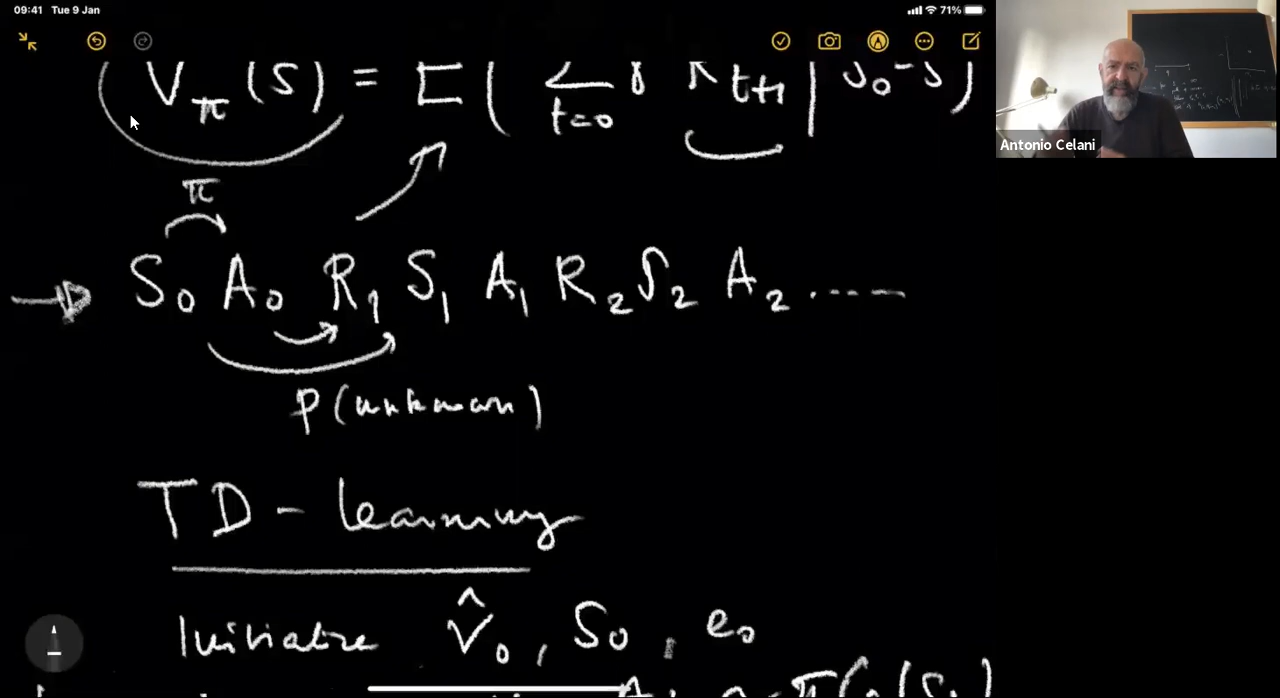 09:41 Tue 9 Jan 71%
Antonio Celani
V_π (S) = E ( Σ_{t=0} γ R_{t+1} | S_0 = S )
π
S_0 A_0 R_1 S_1 A_1 R_2 S_2 A_2 ......
p (unknown)
TD - learning
Initialize V̂_0 , S_0 , e_0